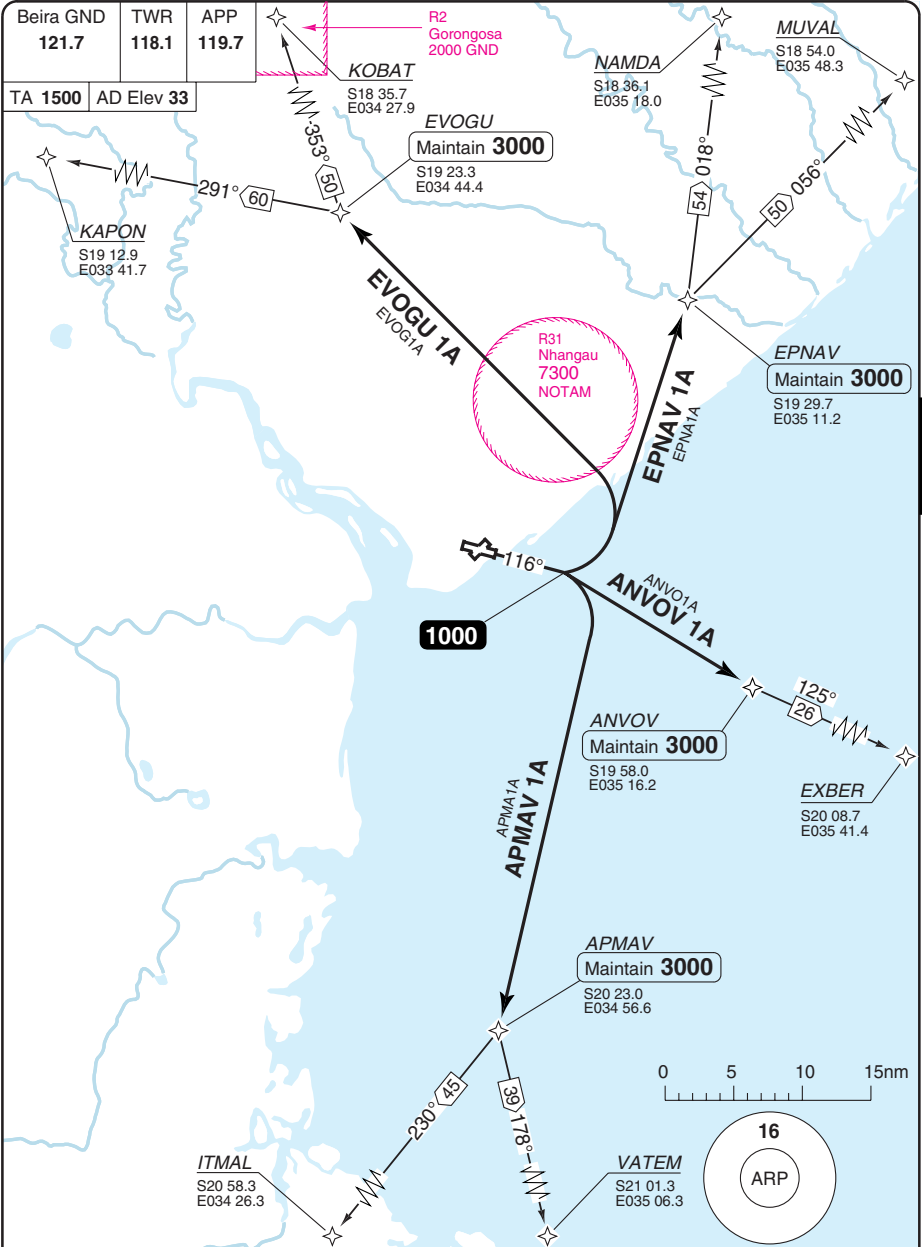 Beira GND
121.7
TWR
118.1
APP
119.7
TA 1500
AD Elev 33
R2
Gorongosa
2000 GND
KOBAT
S18 35.7
E034 27.9
NAMDA
S18 36.1
E035 18.0
MUVAL
S18 54.0
E035 48.3
EVOGU
Maintain 3000
S19 23.3
E034 44.4
353°
50
291°
60
KAPON
S19 12.9
E033 41.7
018°
54
056°
50
EVOGU 1A
EVOG1A
R31
Nhangau
7300
NOTAM
EPNAV 1A
EPNA1A
EPNAV
Maintain 3000
S19 29.7
E035 11.2
116°
1000
ANVO1A
ANVOV 1A
125°
26
ANVOV
Maintain 3000
S19 58.0
E035 16.2
EXBER
S20 08.7
E035 41.4
APMA1A
APMAV 1A
APMAV
Maintain 3000
S20 23.0
E034 56.6
230°
45
39
178°
ITMAL
S20 58.3
E034 26.3
VATEM
S21 01.3
E035 06.3
0 5 10 15nm
16
ARP